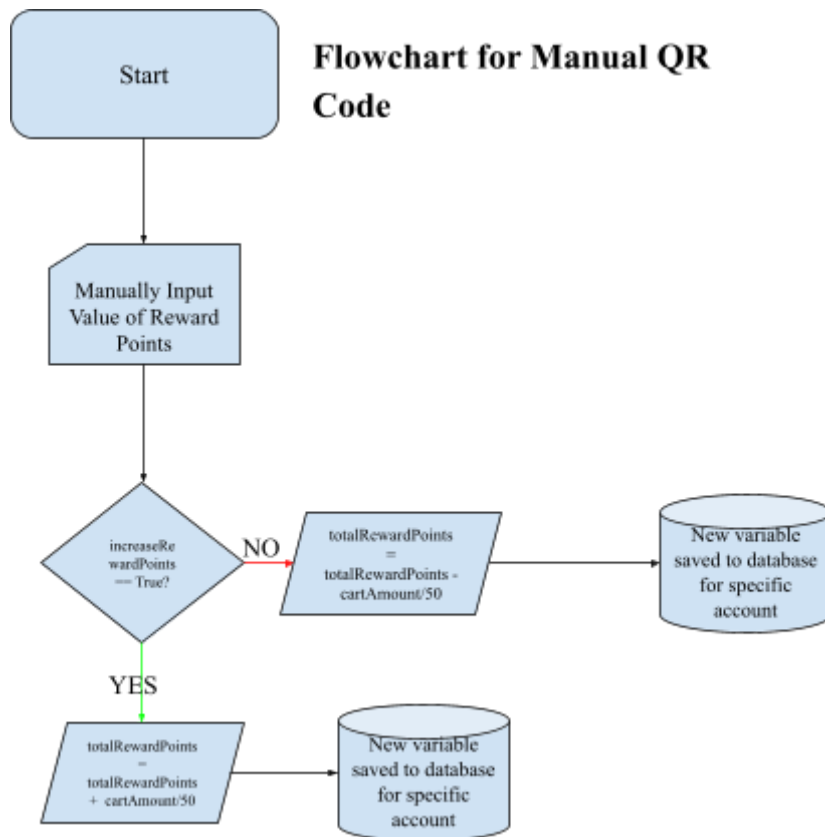 Start
Flowchart for Manual QR
Code
Manually Input
Value of Reward
Points
increaseRe
wardPoints
== True?
NO
totalRewardPoints
=
totalRewardPoints -
cartAmount/50
New variable
saved to database
for specific
account
YES
totalRewardPoints
=
totalRewardPoints
+ cartAmount/50
New variable
saved to database
for specific
account